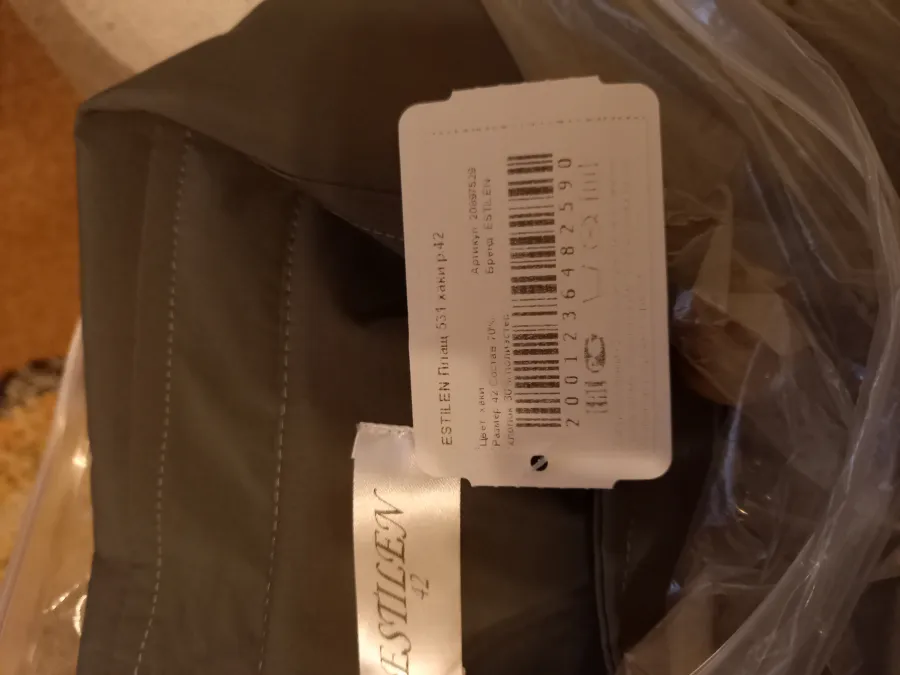 ESTILEN Плащ 531 хаки р.42
Артикул 20897529
Бренд ESTILEN
Цвет хаки
Размер 42 Состав 70%
хлопок 30% полиэстер
2001236482590
ESTILEN
42